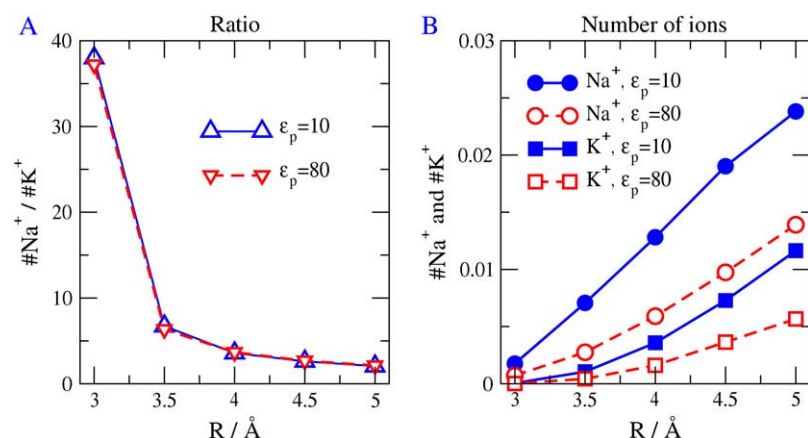 A
Ratio
#Na⁺ / #K⁺
40
30
20
10
0
εₚ=10
εₚ=80
3 3.5 4 4.5 5
R / Å
B
Number of ions
#Na⁺ and #K⁺
0.03
0.02
0.01
0
Na⁺, εₚ=10
Na⁺, εₚ=80
K⁺, εₚ=10
K⁺, εₚ=80
3 3.5 4 4.5 5
R / Å